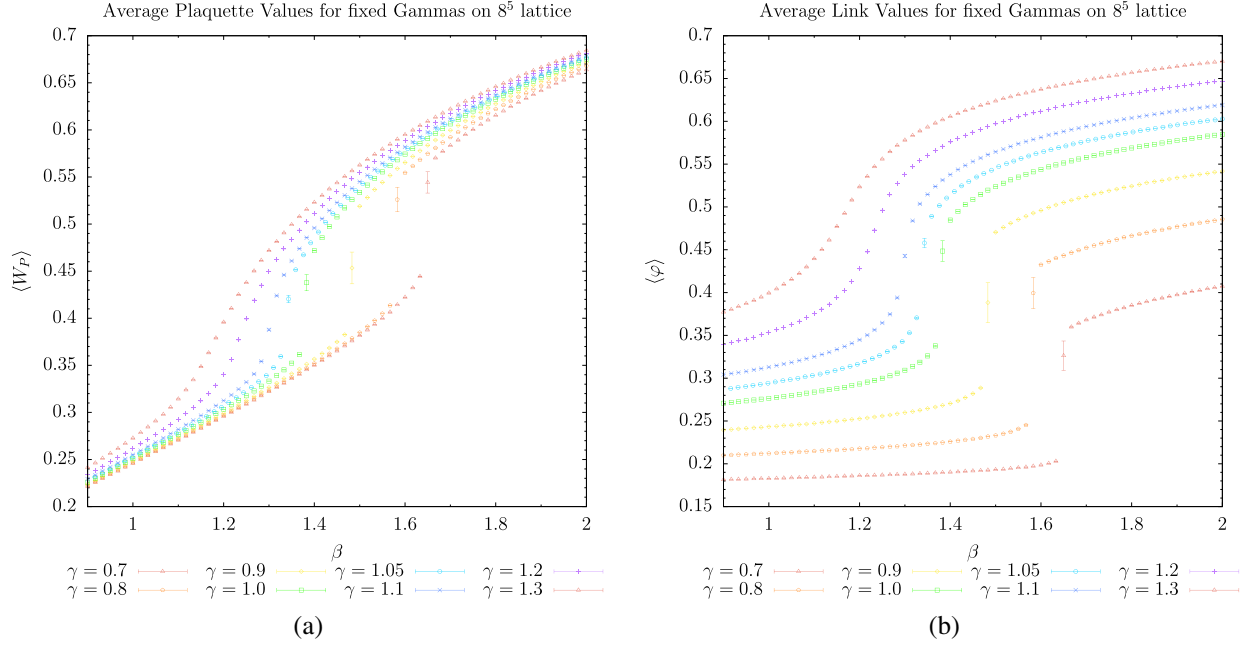 Average Plaquette Values for fixed Gammas on 8⁵ lattice
0.7
0.65
0.6
0.55
0.5
0.45
0.4
0.35
0.3
0.25
0.2
⟨W_P⟩
1 1.2 1.4 1.6 1.8 2
β
γ = 0.7 γ = 0.9 γ = 1.05 γ = 1.2
γ = 0.8 γ = 1.0 γ = 1.1 γ = 1.3
(a)
Average Link Values for fixed Gammas on 8⁵ lattice
0.7
0.65
0.6
0.55
0.5
0.45
0.4
0.35
0.3
0.25
0.2
0.15
⟨φ⟩
1 1.2 1.4 1.6 1.8 2
β
γ = 0.7 γ = 0.9 γ = 1.05 γ = 1.2
γ = 0.8 γ = 1.0 γ = 1.1 γ = 1.3
(b)